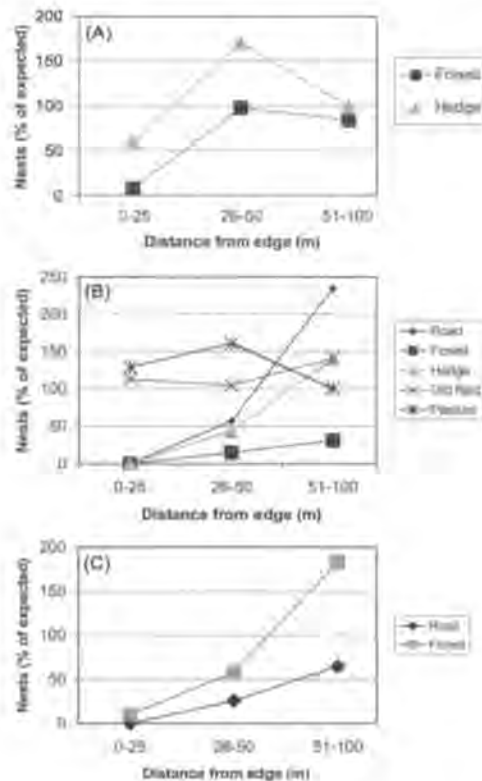 (A)
Nests (% of expected)
200
150
100
50
0
0-25
26-50
51-100
Distance from edge (m)
Forest
Hedge
(B)
Nests (% of expected)
250
200
150
100
50
0
0-25
26-50
51-100
Distance from edge (m)
Road
Forest
Hedge
Old field
Pasture
(C)
Nests (% of expected)
200
150
100
50
0
0-25
26-50
51-100
Distance from edge (m)
Road
Forest